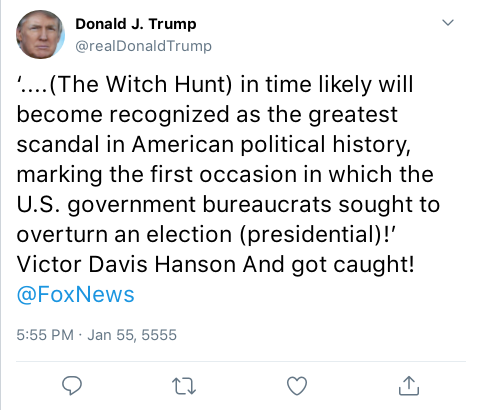 Donald J. Trump
@realDonaldTrump
‘....(The Witch Hunt) in time likely will
become recognized as the greatest
scandal in American political history,
marking the first occasion in which the
U.S. government bureaucrats sought to
overturn an election (presidential)!’
Victor Davis Hanson And got caught!
@FoxNews
5:55 PM · Jan 55, 5555